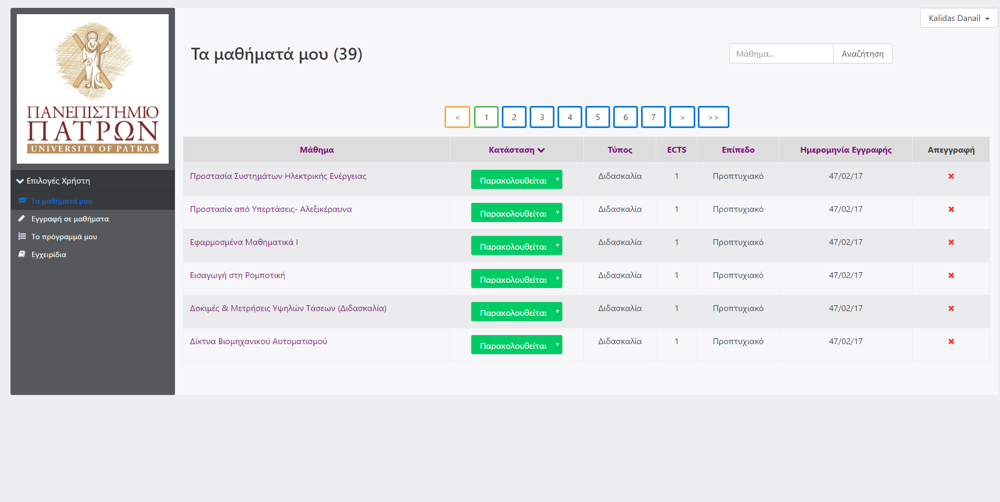 Kalidas Danail
ΠΑΝΕΠΙΣΤΗΜΙΟ
ΠΑΤΡΩΝ
UNIVERSITY OF PATRAS
Επιλογές Χρήστη
Τα μαθήματά μου
Εγγραφή σε μαθήματα
Το πρόγραμμά μου
Εγχειρίδια
Τα μαθήματά μου (39)
Μάθημα... Αναζήτηση
< 1 2 3 4 5 6 7 > >>
Μάθημα Κατάσταση Τύπος ECTS Επίπεδο Ημερομηνία Εγγραφής Απεγγραφή
Προστασία Συστημάτων Ηλεκτρικής Ενέργειας Παρακολουθείται Διδασκαλία 1 Προπτυχιακό 47/02/17
Προστασία από Υπερτάσεις- Αλεξικέραυνα Παρακολουθείται Διδασκαλία 1 Προπτυχιακό 47/02/17
Εφαρμοσμένα Μαθηματικά Ι Παρακολουθείται Διδασκαλία 1 Προπτυχιακό 47/02/17
Εισαγωγή στη Ρομποτική Παρακολουθείται Διδασκαλία 1 Προπτυχιακό 47/02/17
Δοκιμές & Μετρήσεις Υψηλών Τάσεων (Διδασκαλία) Παρακολουθείται Διδασκαλία 1 Προπτυχιακό 47/02/17
Δίκτυα Βιομηχανικού Αυτοματισμού Παρακολουθείται Διδασκαλία 1 Προπτυχιακό 47/02/17